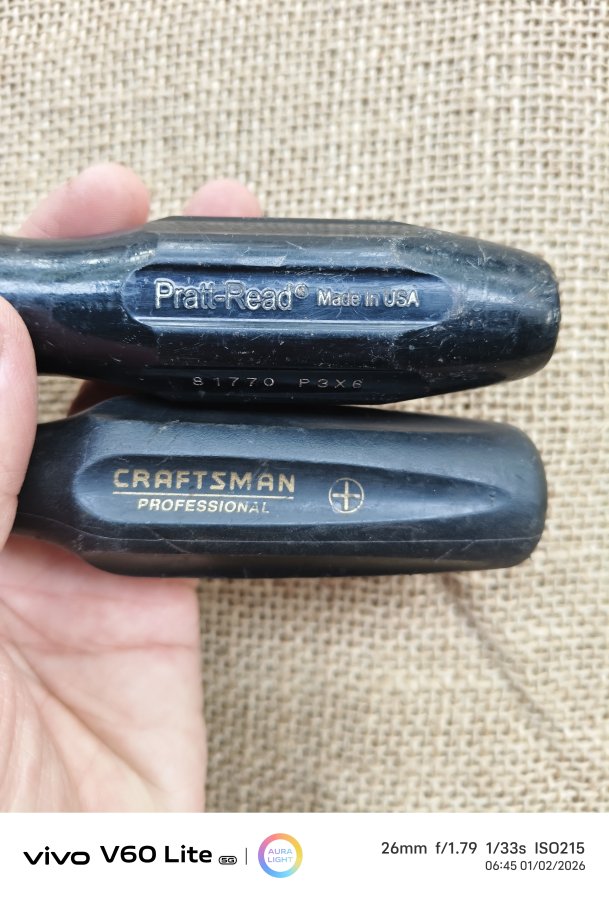 Pratt-Read® Made in USA
81770 P3X6
CRAFTSMAN
PROFESSIONAL
vivo V60 Lite 5G
AURA
LIGHT
26mm f/1.79 1/33s ISO215
06:45 01/02/2026